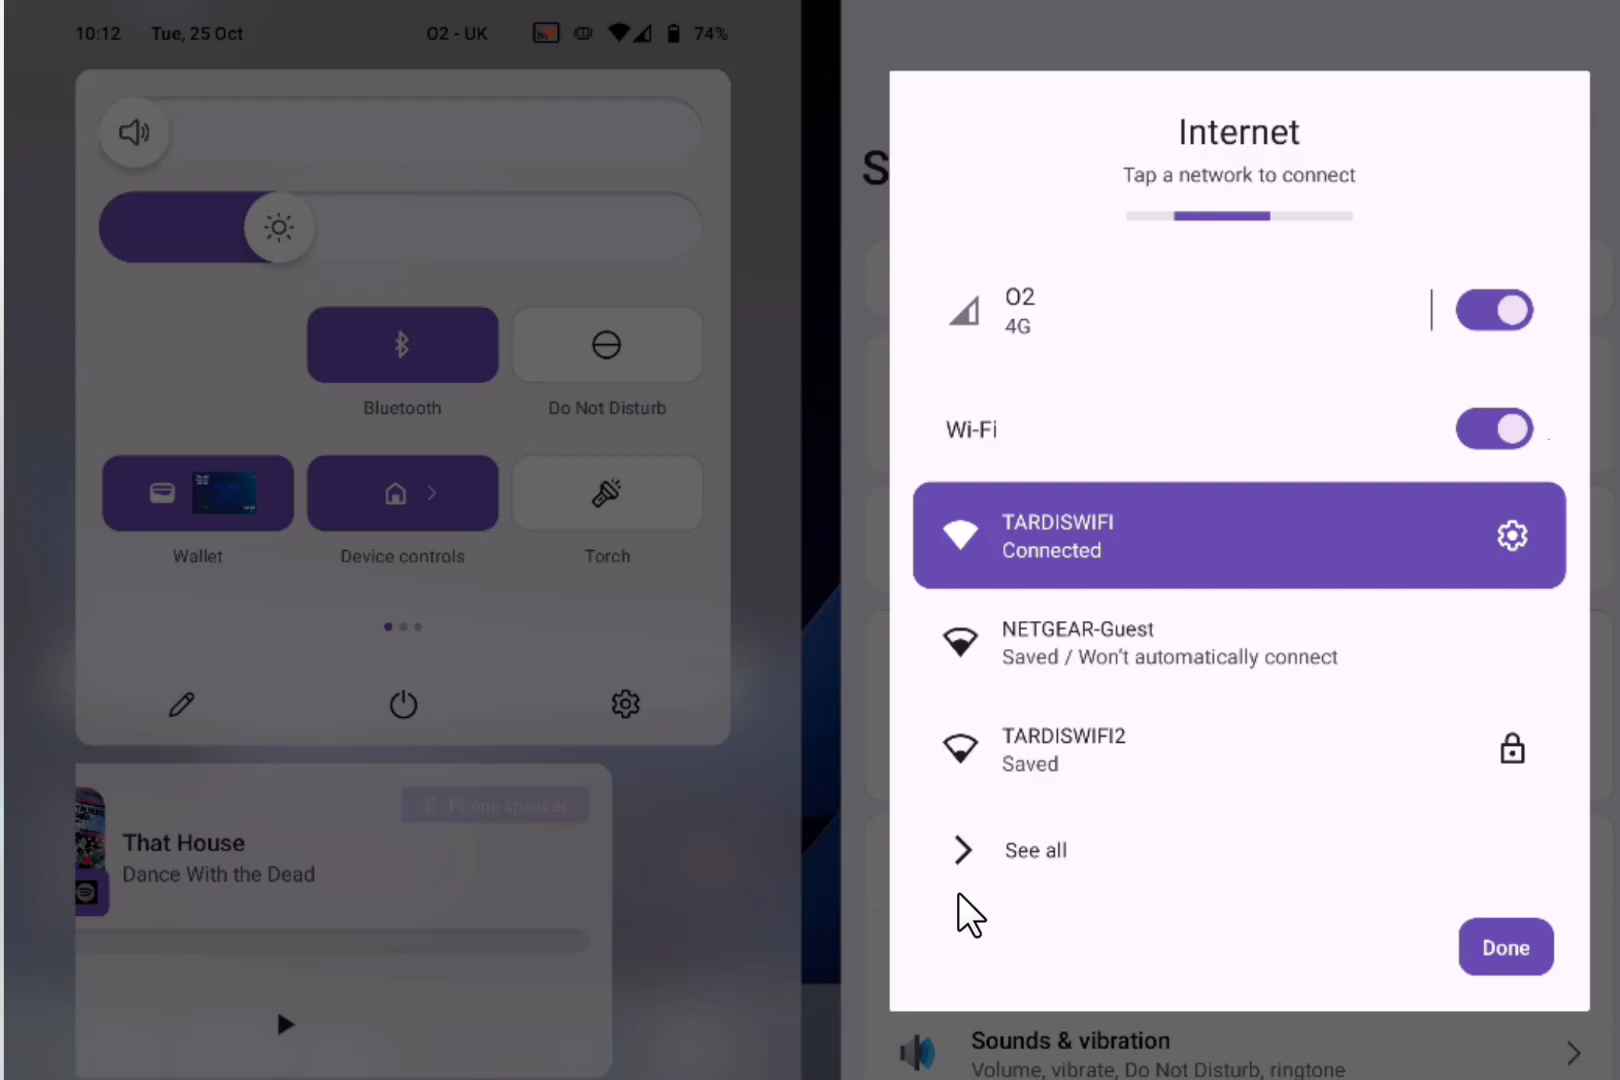 10:12 Tue, 25 Oct O2 - UK 74%
Bluetooth Do Not Disturb
Wallet Device controls Torch
Phone speaker
That House
Dance With the Dead
S
Internet
Tap a network to connect
O2
4G
Wi-Fi
TARDISWIFI
Connected
NETGEAR-Guest
Saved / Won't automatically connect
TARDISWIFI2
Saved
See all
Done
Sounds & vibration
Volume, vibrate, Do Not Disturb, ringtone